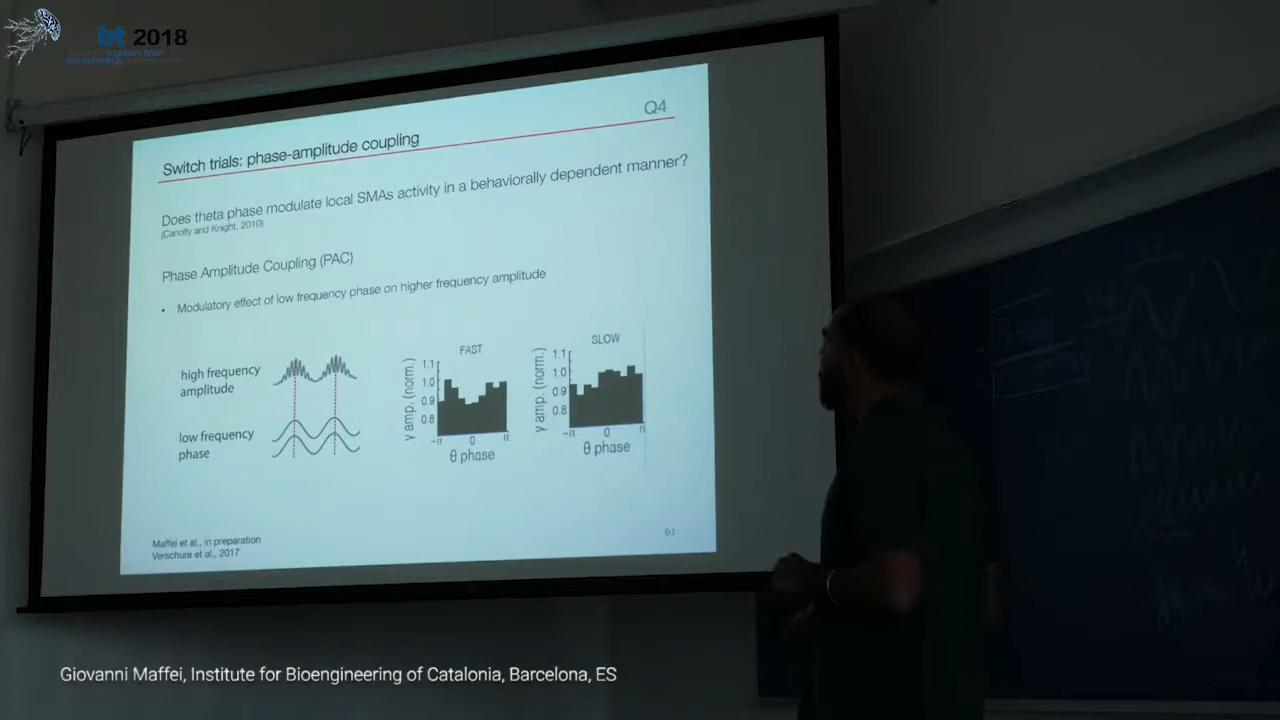 bt 2018
Q4
Switch trials: phase-amplitude coupling
Does theta phase modulate local SMAs activity in a behaviorally dependent manner?
(Canolty and Knight, 2010)
Phase Amplitude Coupling (PAC)
• Modulatory effect of low frequency phase on higher frequency amplitude
high frequency
amplitude
low frequency
phase
FAST
γ amp. (norm.)
1.1
1.0
0.9
0.8
-π 0 π
θ phase
SLOW
γ amp. (norm.)
1.1
1.0
0.9
0.8
-π 0 π
θ phase
Maffei et al., in preparation
Verschure et al., 2017
61
Giovanni Maffei, Institute for Bioengineering of Catalonia, Barcelona, ES